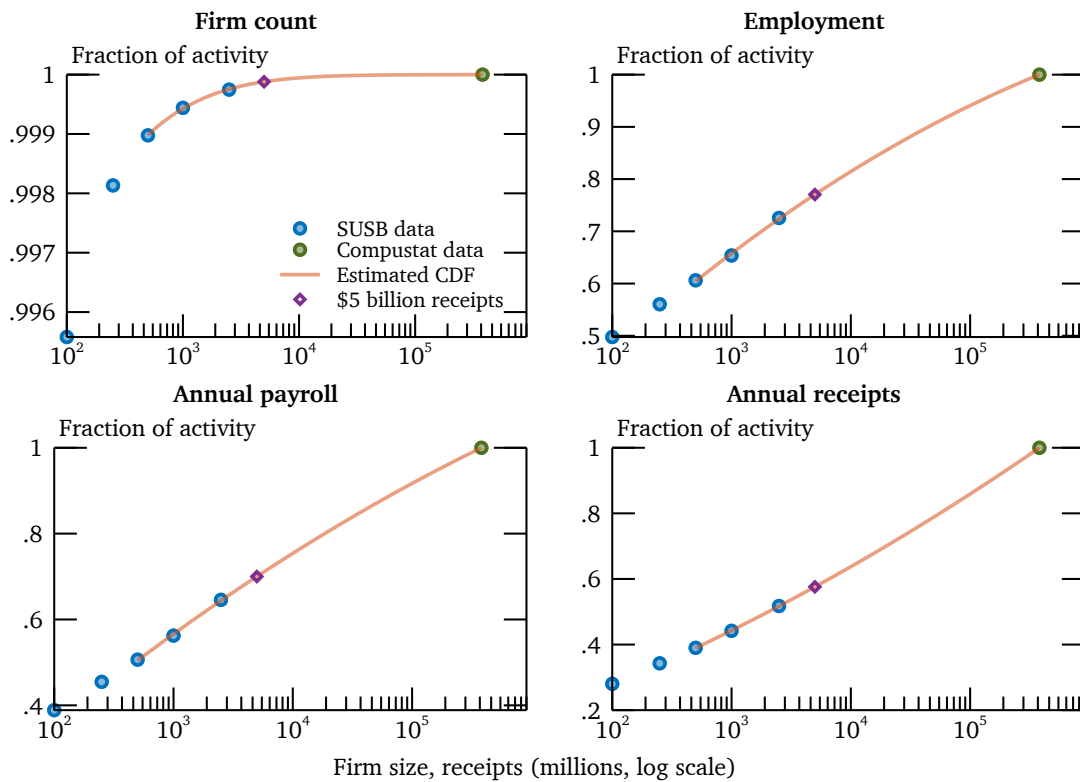 Firm count
Fraction of activity
1
.999
.998
.997
.996
10²
10³
10⁴
10⁵
SUSB data
Compustat data
Estimated CDF
$5 billion receipts
Employment
Fraction of activity
1
.9
.8
.7
.6
.5
10²
10³
10⁴
10⁵
Annual payroll
Fraction of activity
1
.8
.6
.4
10²
10³
10⁴
10⁵
Annual receipts
Fraction of activity
1
.8
.6
.4
.2
10²
10³
10⁴
10⁵
Firm size, receipts (millions, log scale)